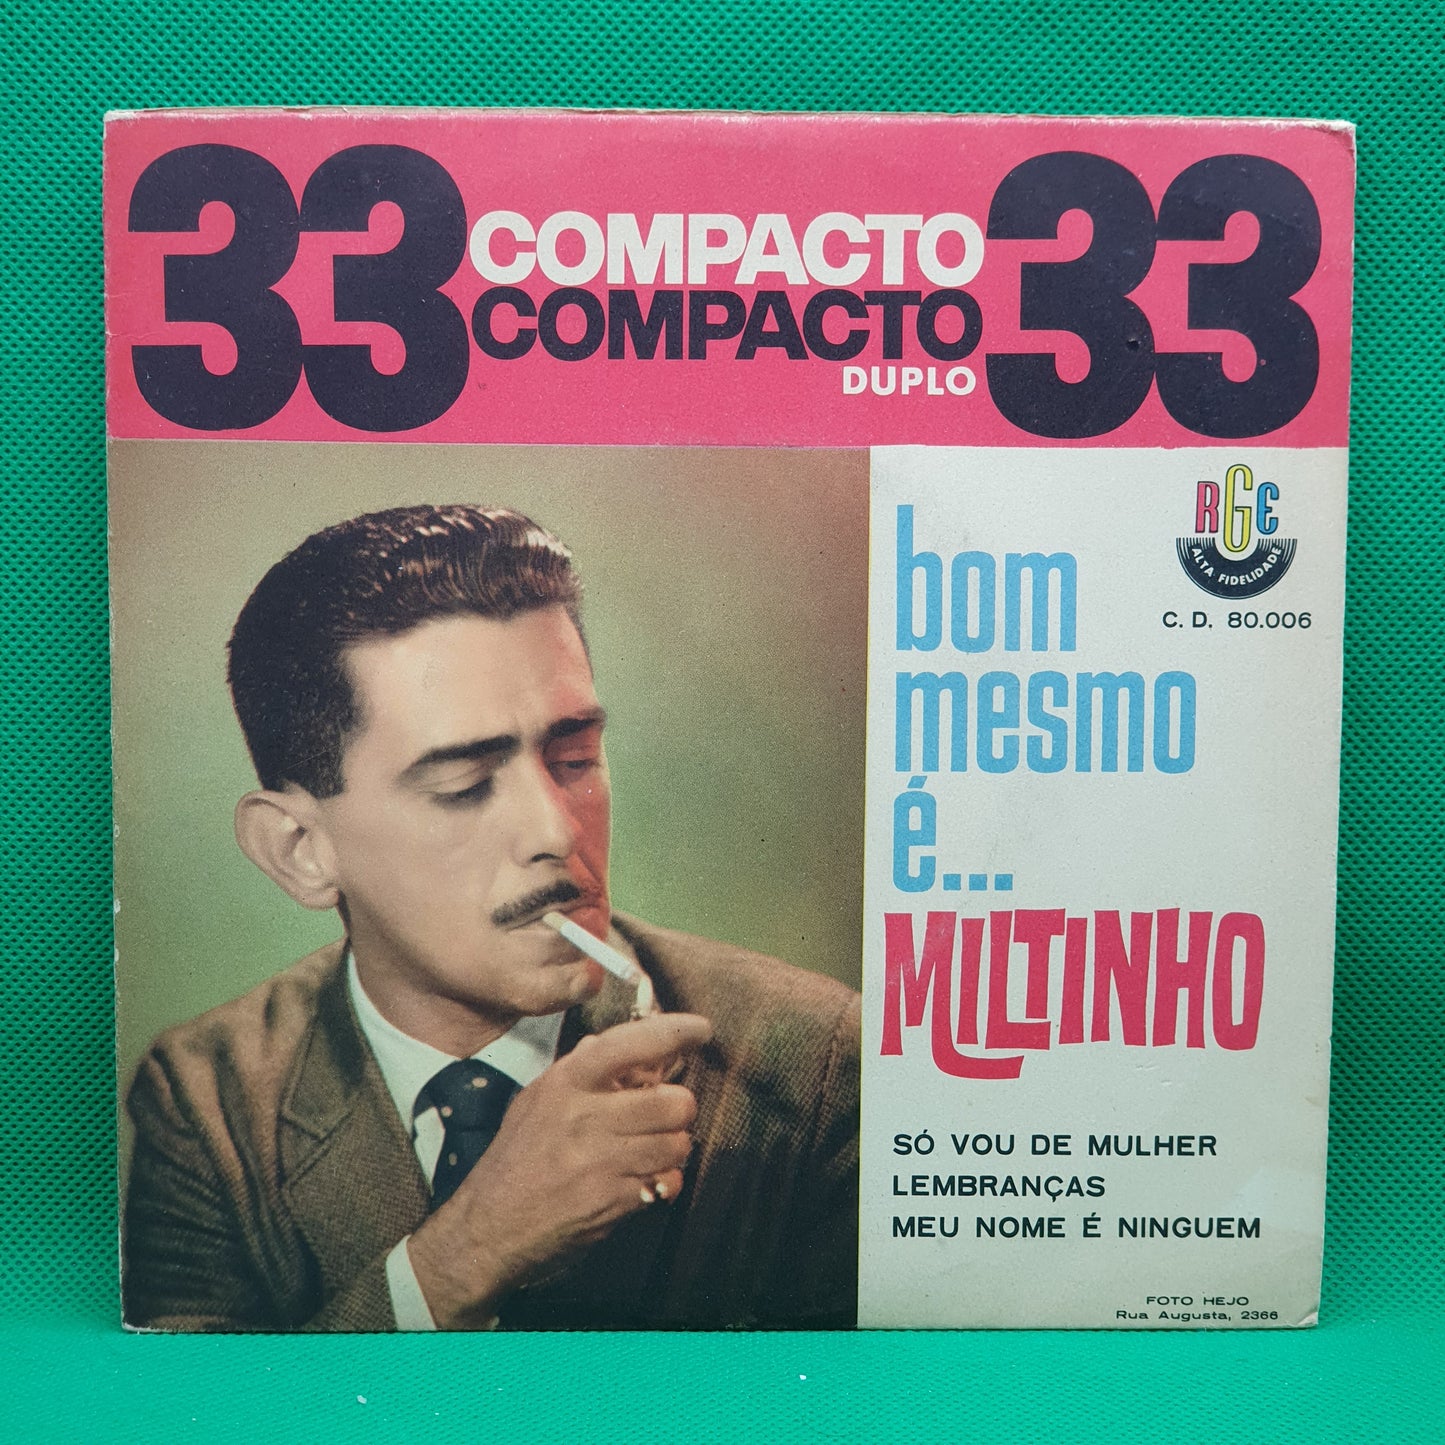 33 COMPACTO 33
COMPACTO
DUPLO
RGE
ALTA FIDELIDADE
C. D. 80.006
bom
mesmo
é...
MILTINHO
SÓ VOU DE MULHER
LEMBRANÇAS
MEU NOME É NINGUEM
FOTO HEJO
Rua Augusta, 2366